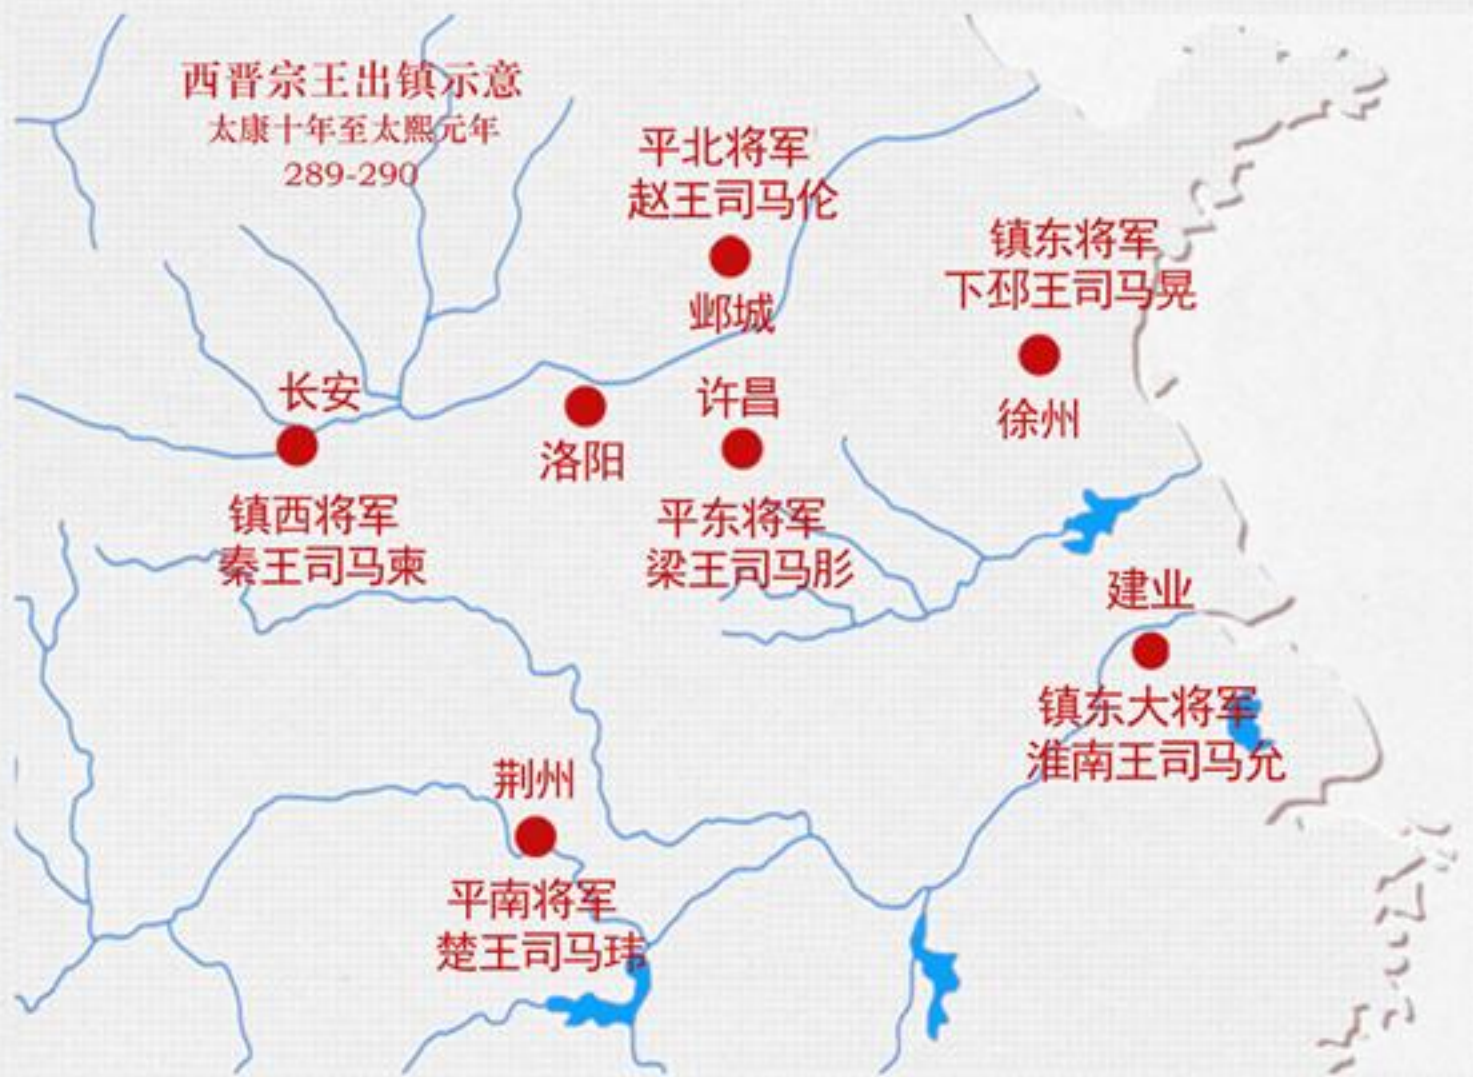 西晋宗王出镇示意
太康十年至太熙元年
289-290
平北将军
赵王司马伦
邺城
镇东将军
下邳王司马晃
徐州
长安
镇西将军
秦王司马柬
洛阳
许昌
平东将军
梁王司马肜
建业
镇东大将军
淮南王司马允
荆州
平南将军
楚王司马玮